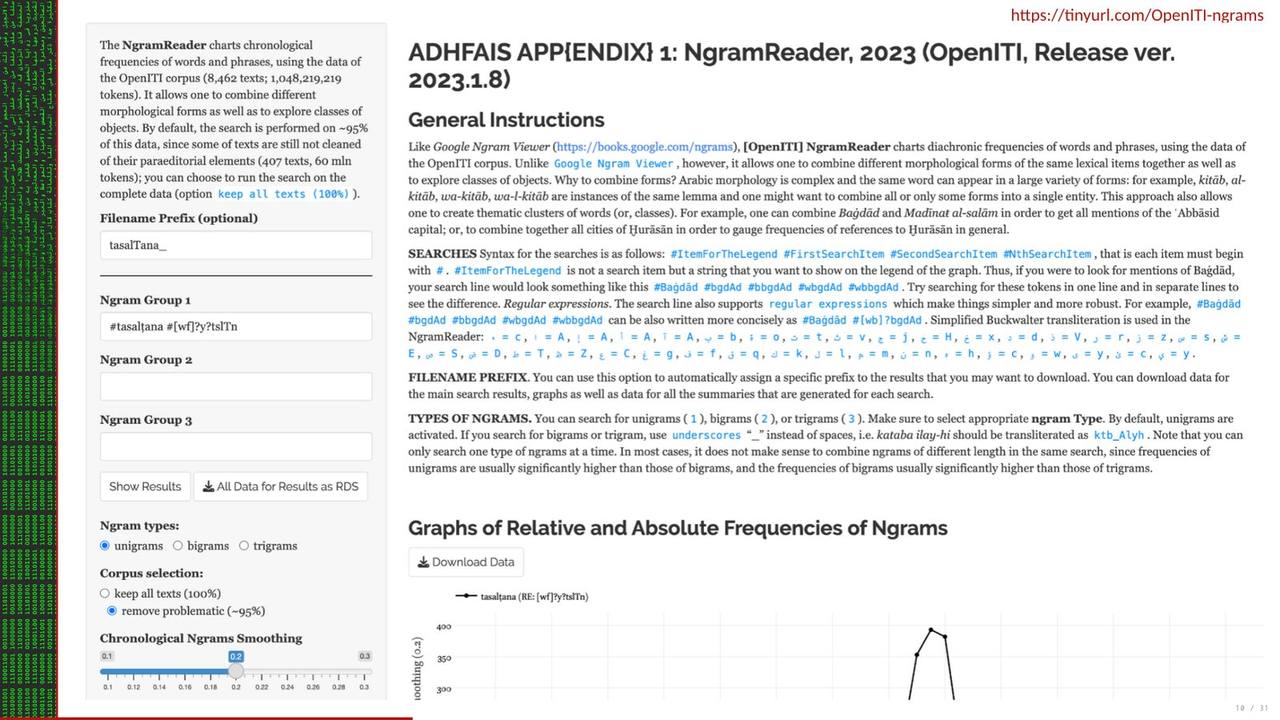 https://tinyurl.com/OpenITI-ngrams
The NgramReader charts chronological
frequencies of words and phrases, using the data of
the OpenITI corpus (8,462 texts; 1,048,219,219
tokens). It allows one to combine different
morphological forms as well as to explore classes of
objects. By default, the search is performed on ~95%
of this data, since some of texts are still not cleaned
of their paraeditorial elements (407 texts, 60 mln
tokens); you can choose to run the search on the
complete data (option keep all texts (100%) ).
Filename Prefix (optional)
tasalTana_
Ngram Group 1
#tasalṭana #[wf]?y?tslTn
Ngram Group 2
Ngram Group 3
Show Results
All Data for Results as RDS
Ngram types:
unigrams bigrams trigrams
Corpus selection:
keep all texts (100%)
remove problematic (~95%)
Chronological Ngrams Smoothing
0.1 0.2 0.3
0.1 0.12 0.14 0.16 0.18 0.2 0.22 0.24 0.26 0.28 0.3
ADHFAIS APP{ENDIX} 1: NgramReader, 2023 (OpenITI, Release ver.
2023.1.8)
General Instructions
Like Google Ngram Viewer (https://books.google.com/ngrams), [OpenITI] NgramReader charts diachronic frequencies of words and phrases, using the data of
the OpenITI corpus. Unlike Google Ngram Viewer , however, it allows one to combine different morphological forms of the same lexical items together as well as
to explore classes of objects. Why to combine forms? Arabic morphology is complex and the same word can appear in a large variety of forms: for example, kitāb, al-
kitāb, wa-kitāb, wa-l-kitāb are instances of the same lemma and one might want to combine all or only some forms into a single entity. This approach also allows
one to create thematic clusters of words (or, classes). For example, one can combine Baġdād and Madīnaŧ al-salām in order to get all mentions of the ʿAbbāsid
capital; or, to combine together all cities of Ḫurāsān in order to gauge frequencies of references to Ḫurāsān in general.
SEARCHES Syntax for the searches is as follows: #ItemForTheLegend #FirstSearchItem #SecondSearchItem #NthSearchItem , that is each item must begin
with # . #ItemForTheLegend is not a search item but a string that you want to show on the legend of the graph. Thus, if you were to look for mentions of Baġdād,
your search line would look something like this #Baġdād #bgdAd #bbgdAd #wbgdAd #wbbgdAd . Try searching for these tokens in one line and in separate lines to
see the difference. Regular expressions. The search line also supports regular expressions which make things simpler and more robust. For example, #Baġdād
#bgdAd #bbgdAd #wbgdAd #wbbgdAd can be also written more concisely as #Baġdād #[wb]?bgdAd . Simplified Buckwalter transliteration is used in the
NgramReader: ء = c, ا = A, إ = A, أ = A, آ = A, ب = b, ة = o, ت = t, ث = v, ج = j, ح = H, خ = x, د = d, ذ = V, ر = r, ز = z, س = s, ش =
E, ص = S, ض = D, ط = T, ظ = Z, ع = C, غ = g, ف = f, ق = q, ك = k, ل = l, م = m, ن = n, ه = h, ؤ = c, و = w, ى = y, ئ = c, ي = y .
FILENAME PREFIX. You can use this option to automatically assign a specific prefix to the results that you may want to download. You can download data for
the main search results, graphs as well as data for all the summaries that are generated for each search.
TYPES OF NGRAMS. You can search for unigrams ( 1 ), bigrams ( 2 ), or trigrams ( 3 ). Make sure to select appropriate ngram Type. By default, unigrams are
activated. If you search for bigrams or trigram, use underscores “_” instead of spaces, i.e. kataba ilay-hi should be transliterated as ktb_Alyh . Note that you can
only search one type of ngrams at a time. In most cases, it does not make sense to combine ngrams of different length in the same search, since frequencies of
unigrams are usually significantly higher than those of bigrams, and the frequencies of bigrams usually significantly higher than those of trigrams.
Graphs of Relative and Absolute Frequencies of Ngrams
Download Data
tasalṭana (RE: [wf]?y?tslTn)
400
350
300
10 / 31